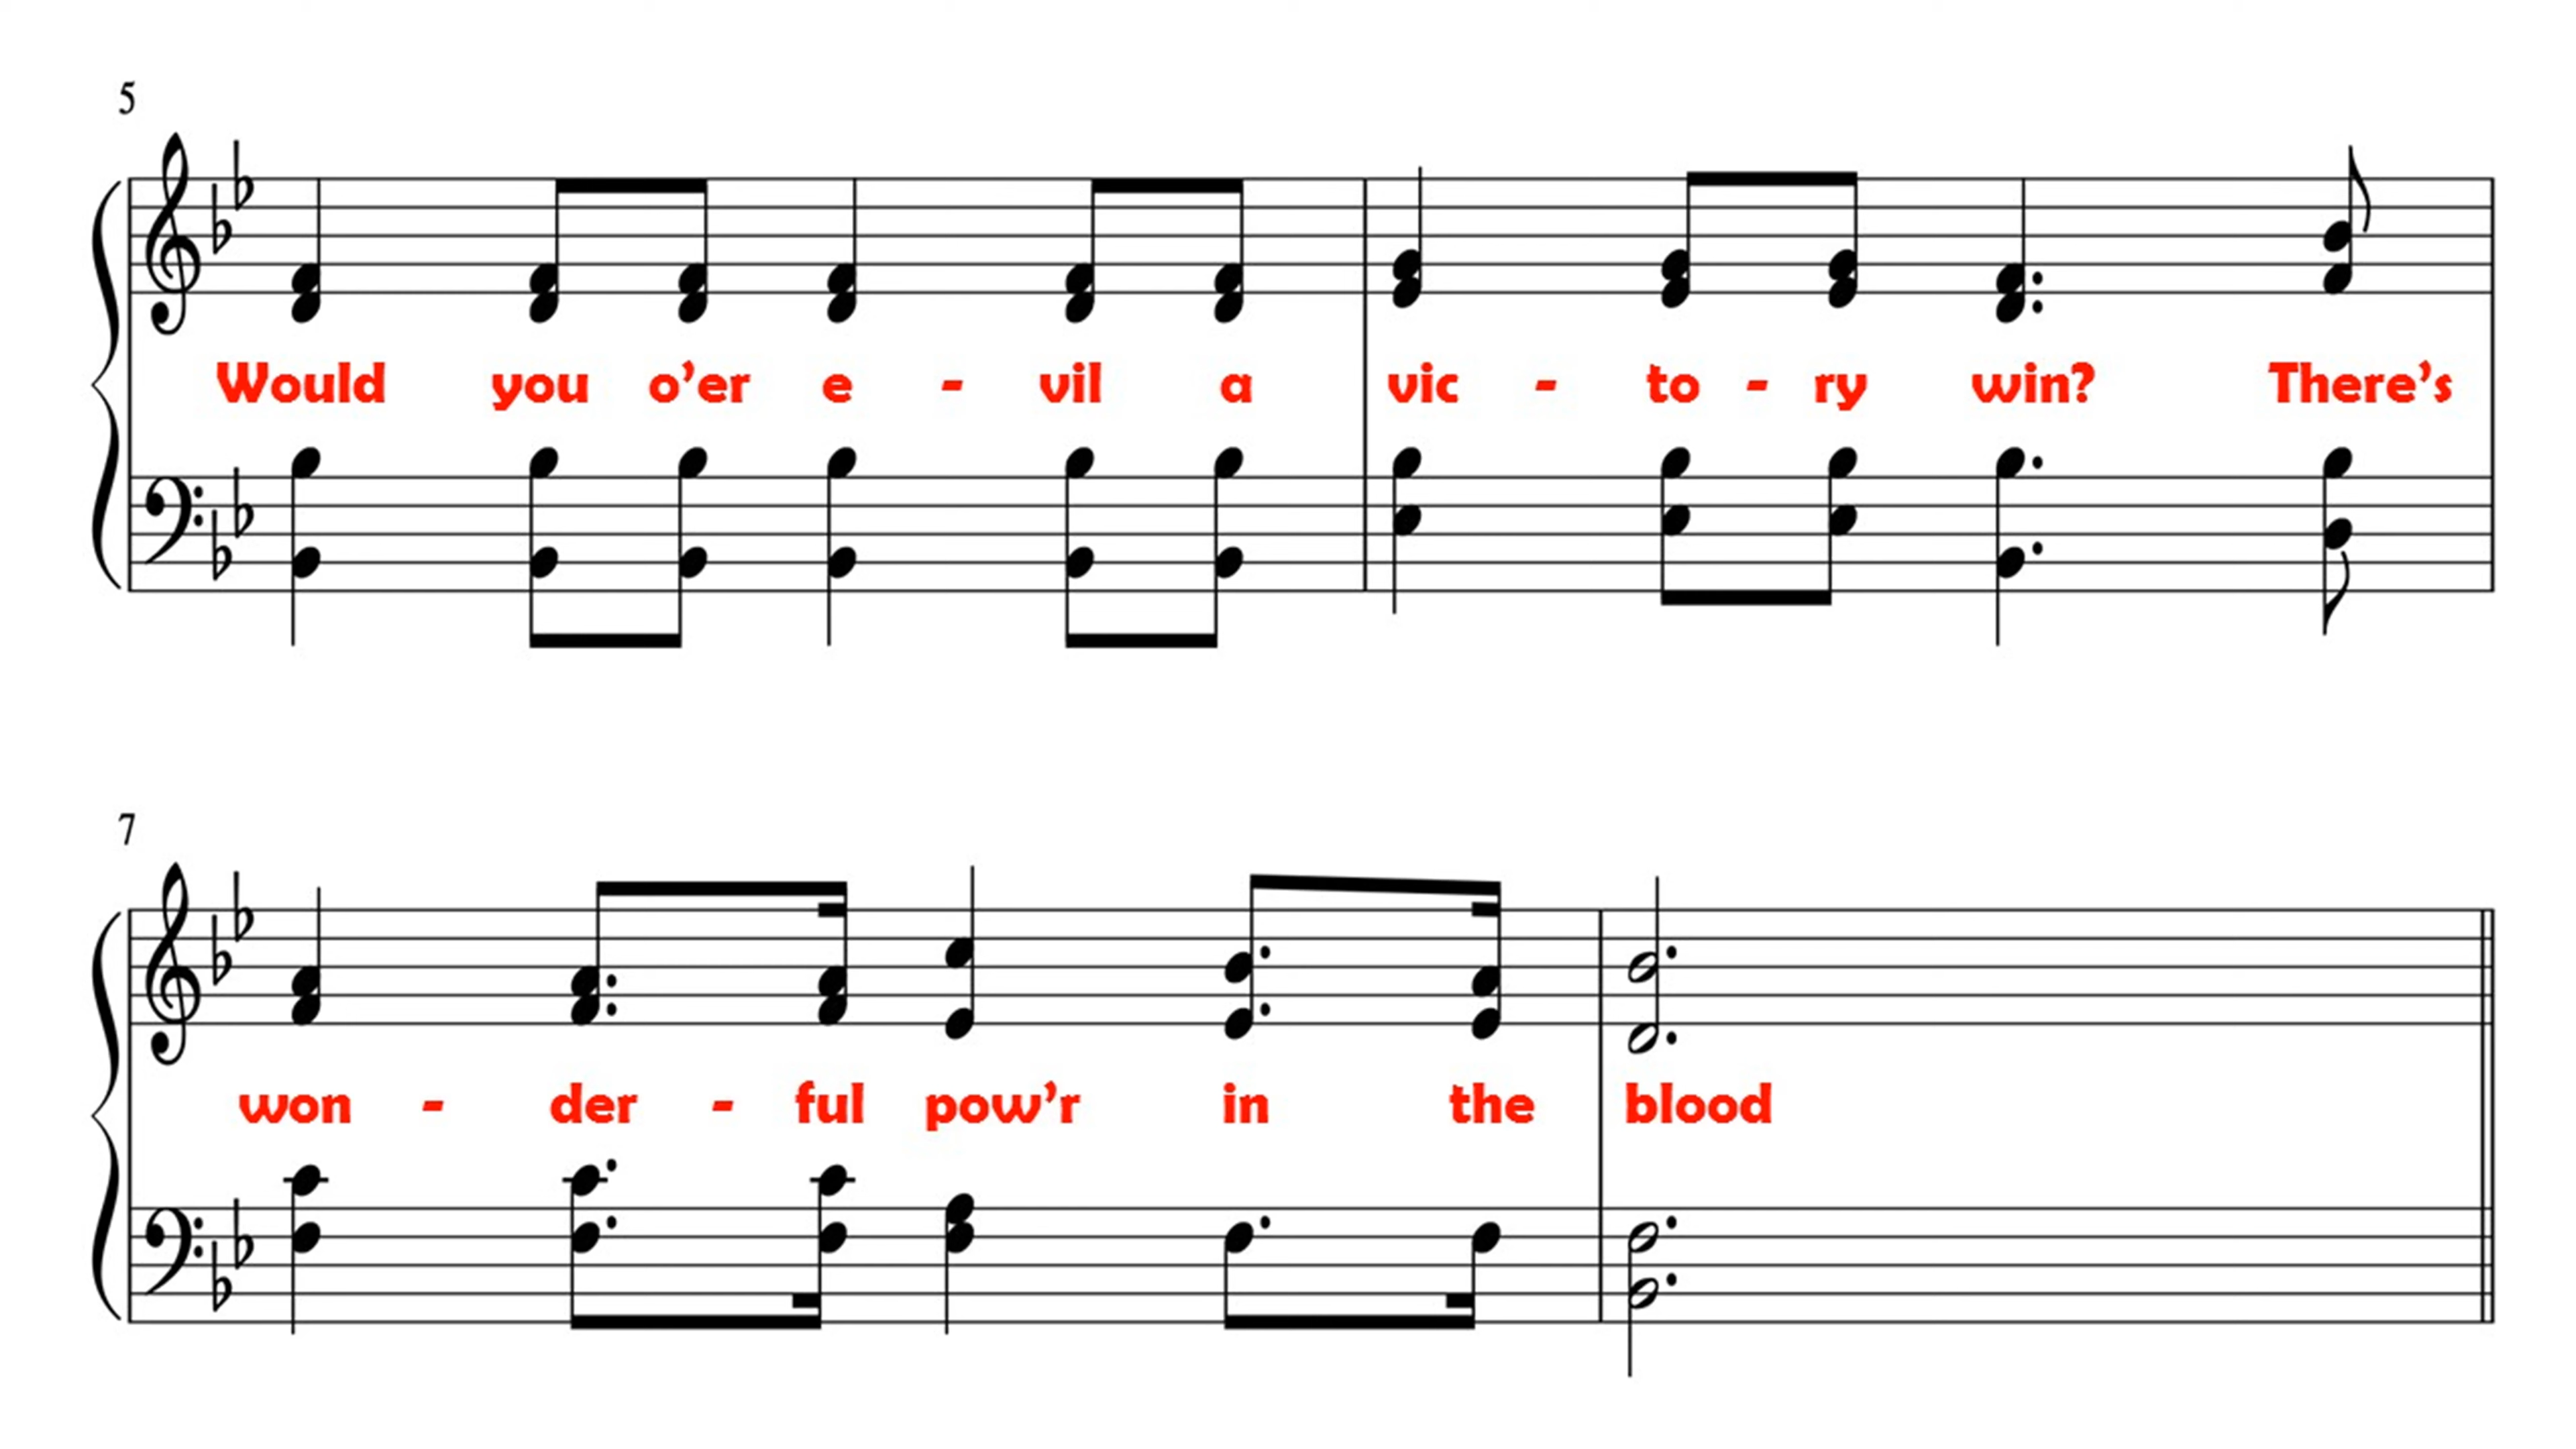 5
Would you o’er e - vil a vic - to - ry win? There’s
7
won - der - ful pow’r in the blood